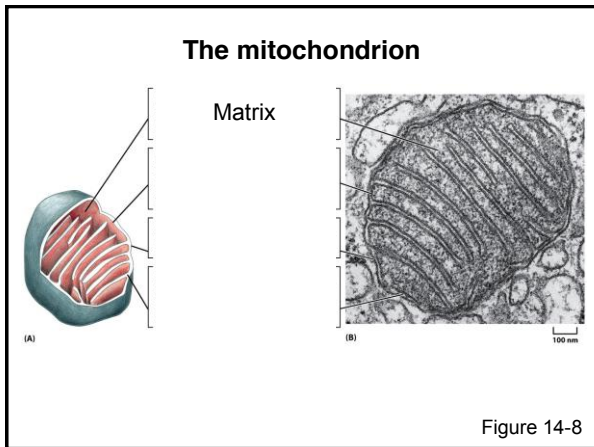 The mitochondrion
Matrix
(A)
(B)
100 nm
Figure 14-8